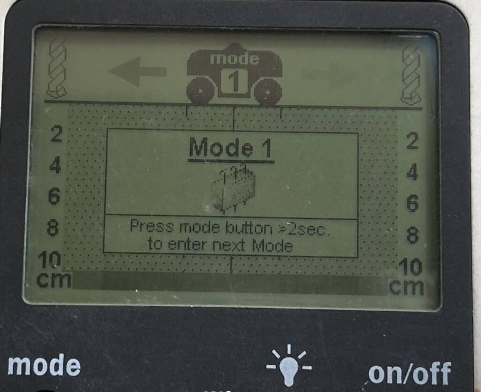 mode
1
Mode 1
Press mode button >2sec.
to enter next Mode
2
4
6
8
10
cm
2
4
6
8
10
cm
mode
on/off